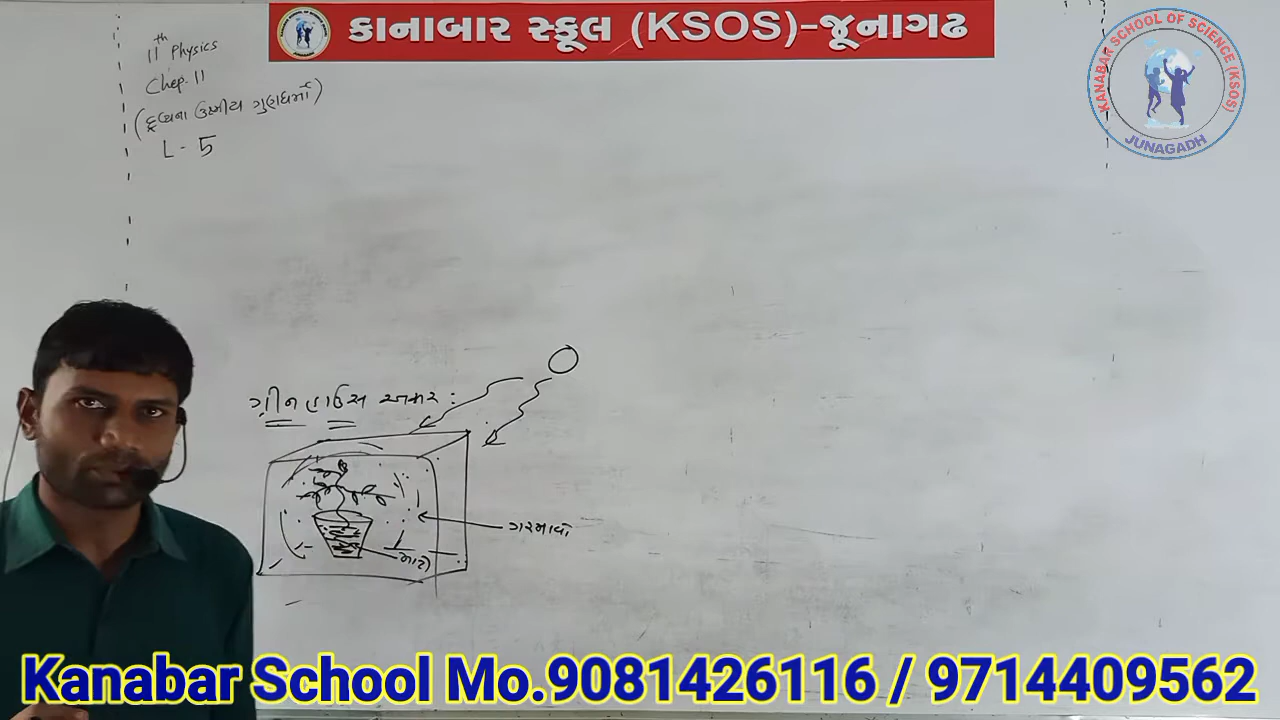 કાનાબાર સ્કૂલ (KSOS)-જૂનાગઢ
KANABAR SCHOOL OF SCIENCE (KSOS)
JUNAGADH
11th Physics
Chep. 11
(દ્રવ્યના ઉષ્મીય ગુણધર્મો)
L - 5
ગ્રીન હાઉસ અસર :
ગરમાવો
માટી
Kanabar School Mo.9081426116 / 9714409562